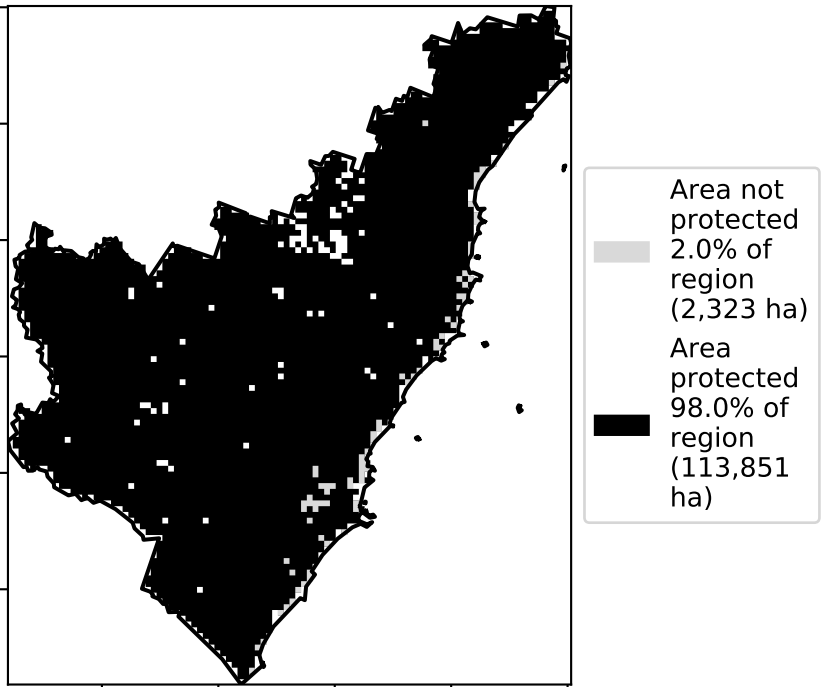 Area not
protected
2.0% of
region
(2,323 ha)
Area
protected
98.0% of
region
(113,851
ha)